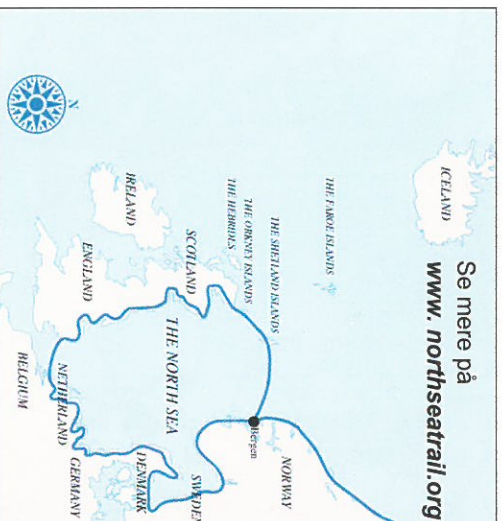 Se mere på
www. northseatrail.org
ICELAND
THE FAROE ISLANDS
THE SHETLAND ISLANDS
THE ORKNEY ISLANDS
THE HEBRIDES
SCOTLAND
IRELAND
ENGLAND
THE NORTH SEA
Bergen
NORWAY
SWEDEN
DENMARK
NETHERLAND
GERMANY
BELGIUM
N